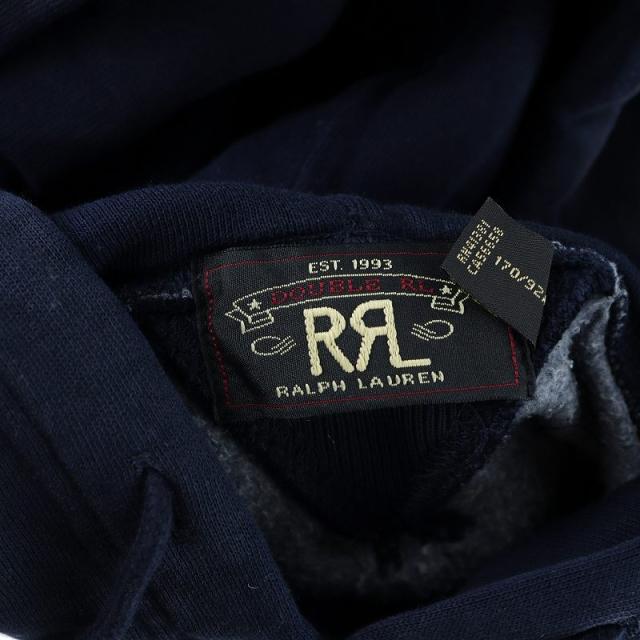 EST. 1993
DOUBLE RL
RRL
RALPH LAUREN
170/92